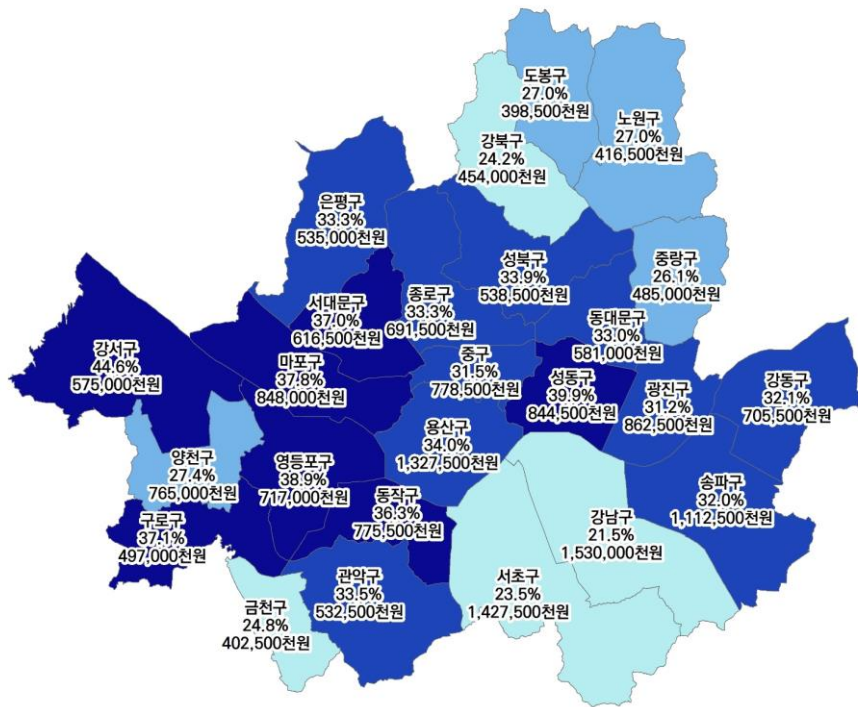 도봉구
27.0%
398,500천원
노원구
27.0%
416,500천원
강북구
24.2%
454,000천원
은평구
33.3%
535,000천원
성북구
33.9%
538,500천원
중랑구
26.1%
485,000천원
서대문구
37.0%
616,500천원
종로구
33.3%
691,500천원
동대문구
33.0%
581,000천원
강서구
44.6%
575,000천원
마포구
37.8%
848,000천원
중구
31.5%
778,500천원
성동구
39.9%
844,500천원
광진구
31.2%
862,500천원
강동구
32.1%
705,500천원
용산구
34.0%
1,327,500천원
양천구
27.4%
765,000천원
영등포구
38.9%
717,000천원
송파구
32.0%
1,112,500천원
동작구
36.3%
775,500천원
구로구
37.1%
497,000천원
강남구
21.5%
1,530,000천원
관악구
33.5%
532,500천원
서초구
23.5%
1,427,500천원
금천구
24.8%
402,500천원